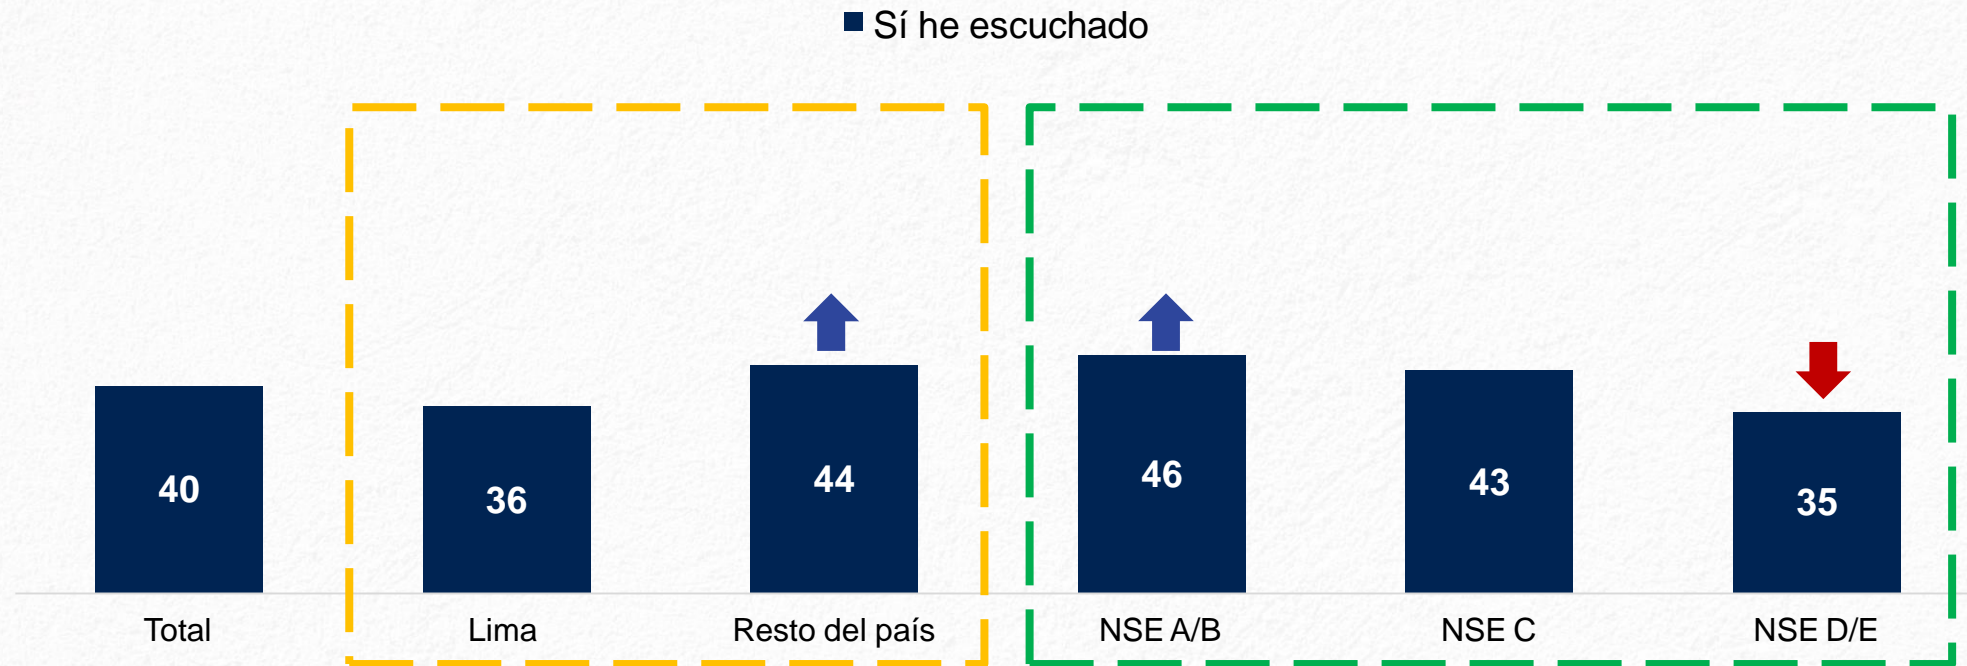 Sí he escuchado
40
36
44
46
43
35
Total
Lima
Resto del país
NSE A/B
NSE C
NSE D/E